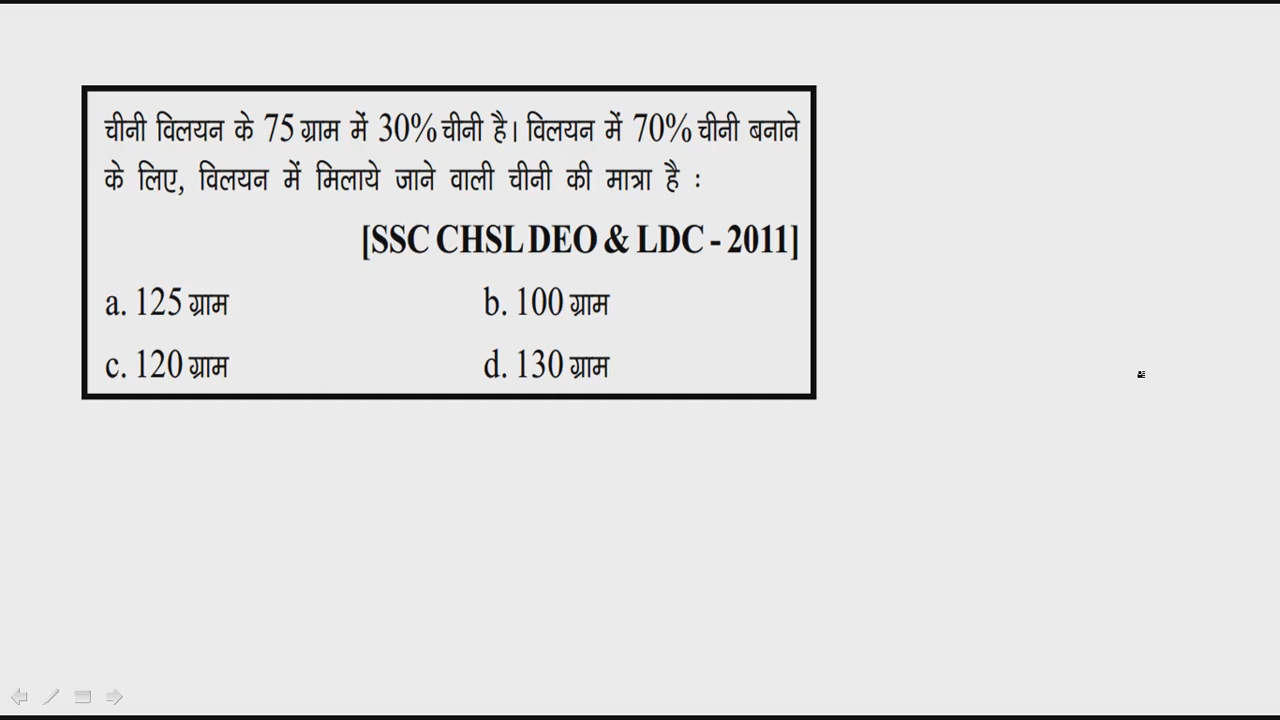 चीनी विलयन के 75 ग्राम में 30% चीनी है। विलयन में 70% चीनी बनाने
के लिए, विलयन में मिलाये जाने वाली चीनी की मात्रा है :
[SSC CHSL DEO & LDC - 2011]
a. 125 ग्राम b. 100 ग्राम
c. 120 ग्राम d. 130 ग्राम